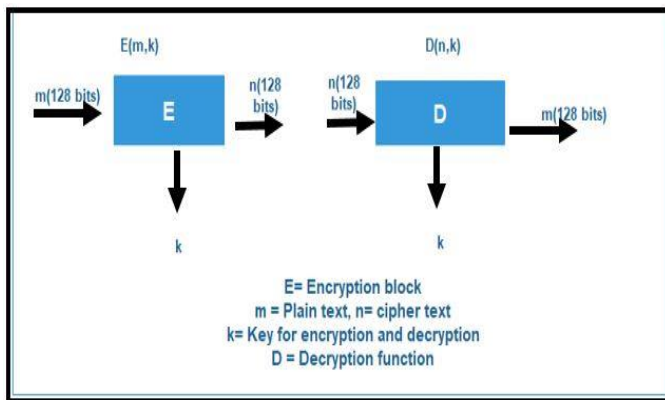 E(m,k)
D(n,k)
m(128 bits)
E
n(128
bits)
n(128
bits)
D
m(128 bits)
k
k
E= Encryption block
m = Plain text, n= cipher text
k= Key for encryption and decryption
D = Decryption function